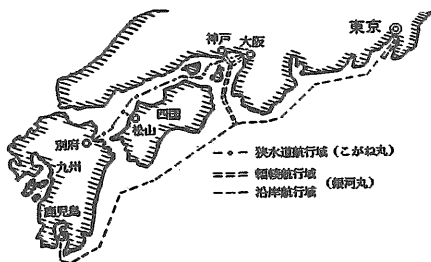 東京
神戸 大阪
四国
松山
別府
九州
鹿児島
狭水道航行域(こがね丸)
輻輳航行域
(銀河丸)
沿岸航行域